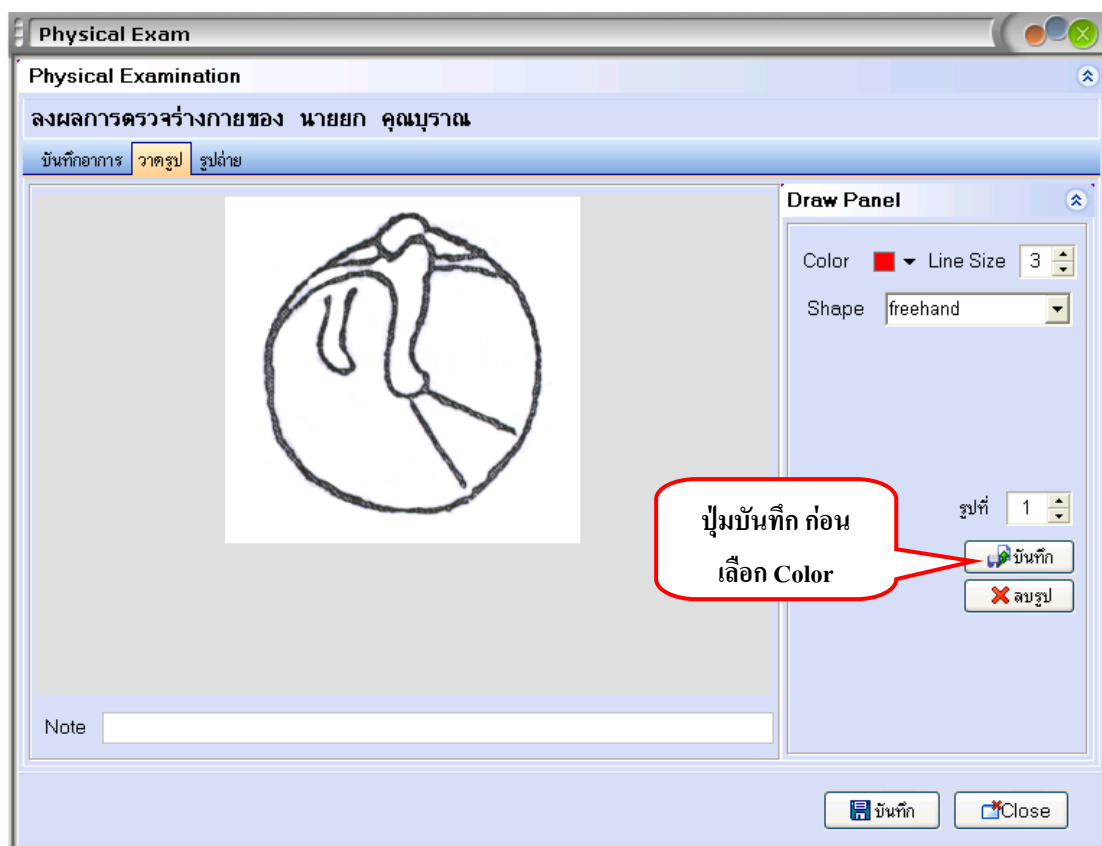 Physical Exam
Physical Examination
ลงผลการตรวจร่างกายของ นายยก คุณบุราณ
บันทึกอาการ วาดรูป รูปถ่าย
Draw Panel
Color Line Size 3
Shape freehand
รูปที่ 1
ปุ่มบันทึก ก่อน
เลือก Color
บันทึก
ลบรูป
Note
บันทึก Close